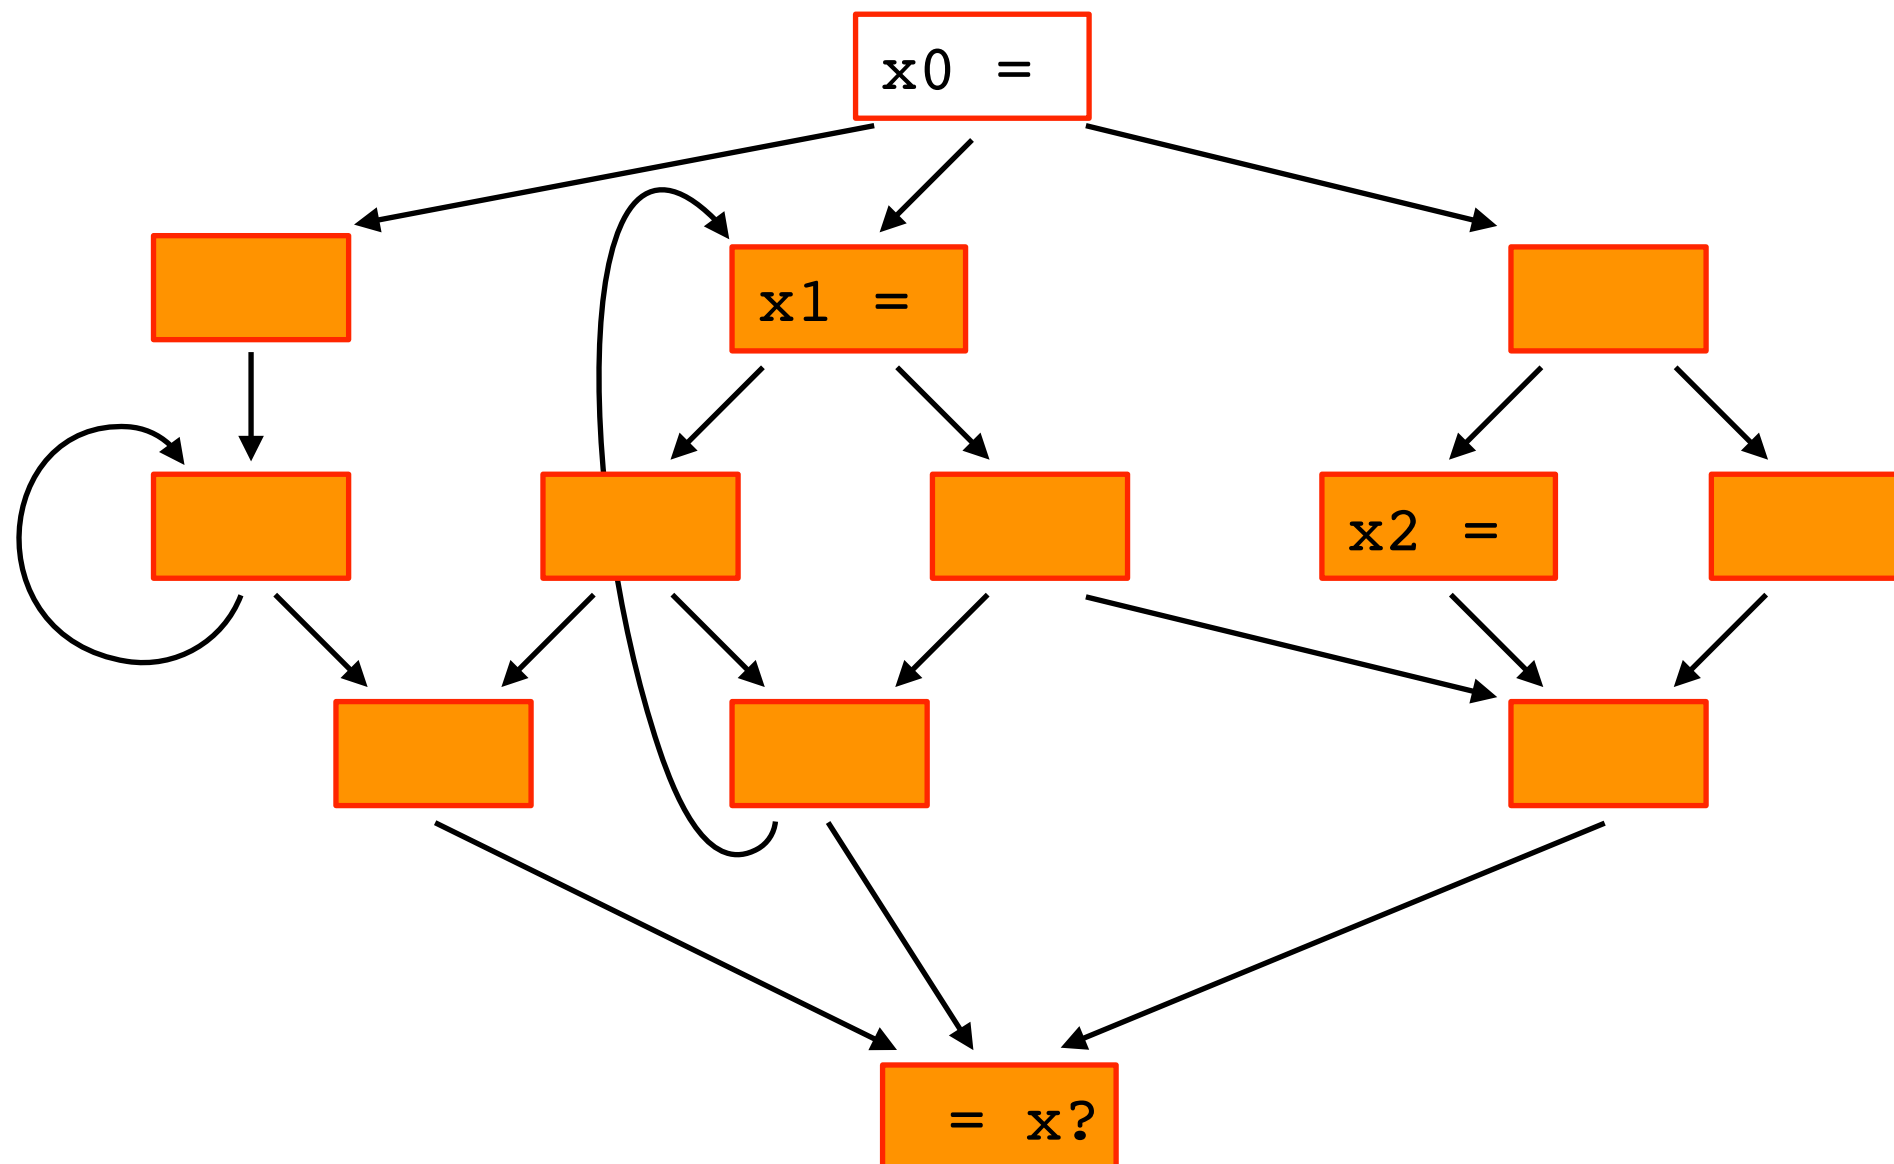 x0 =
x1 =
x2 =
= x?